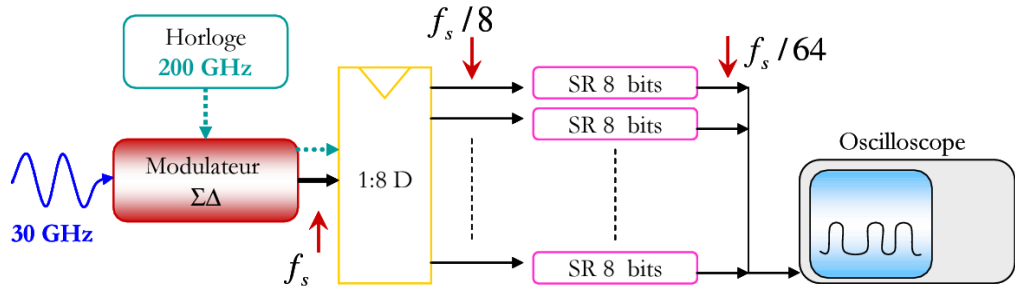 Horloge
200 GHz
f_s / 8
f_s / 64
SR 8 bits
SR 8 bits
Oscilloscope
Modulateur
ΣΔ
1:8 D
30 GHz
f_s
SR 8 bits